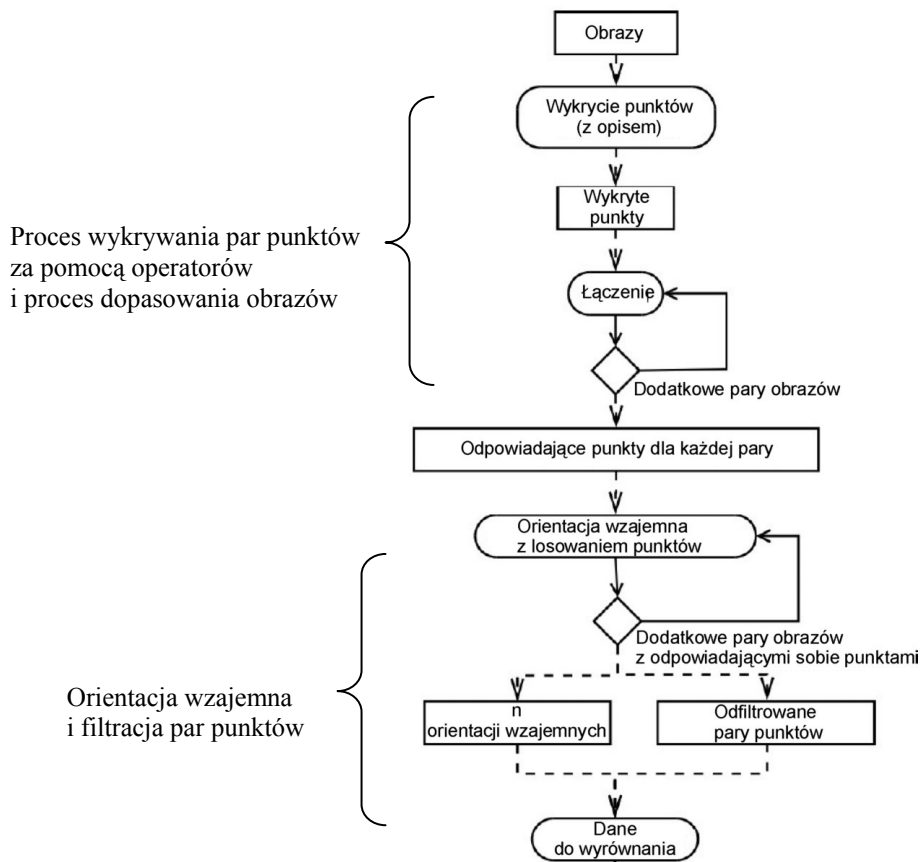 Obrazy
Wykrycie punktów
(z opisem)
Wykryte
punkty
Proces wykrywania par punktów
za pomocą operatorów
i proces dopasowania obrazów
Łączenie
Dodatkowe pary obrazów
Odpowiadające punkty dla każdej pary
Orientacja wzajemna
z losowaniem punktów
Dodatkowe pary obrazów
z odpowiadającymi sobie punktami
Orientacja wzajemna
i filtracja par punktów
n
orientacji wzajemnych
Odfiltrowane
pary punktów
Dane
do wyrównania